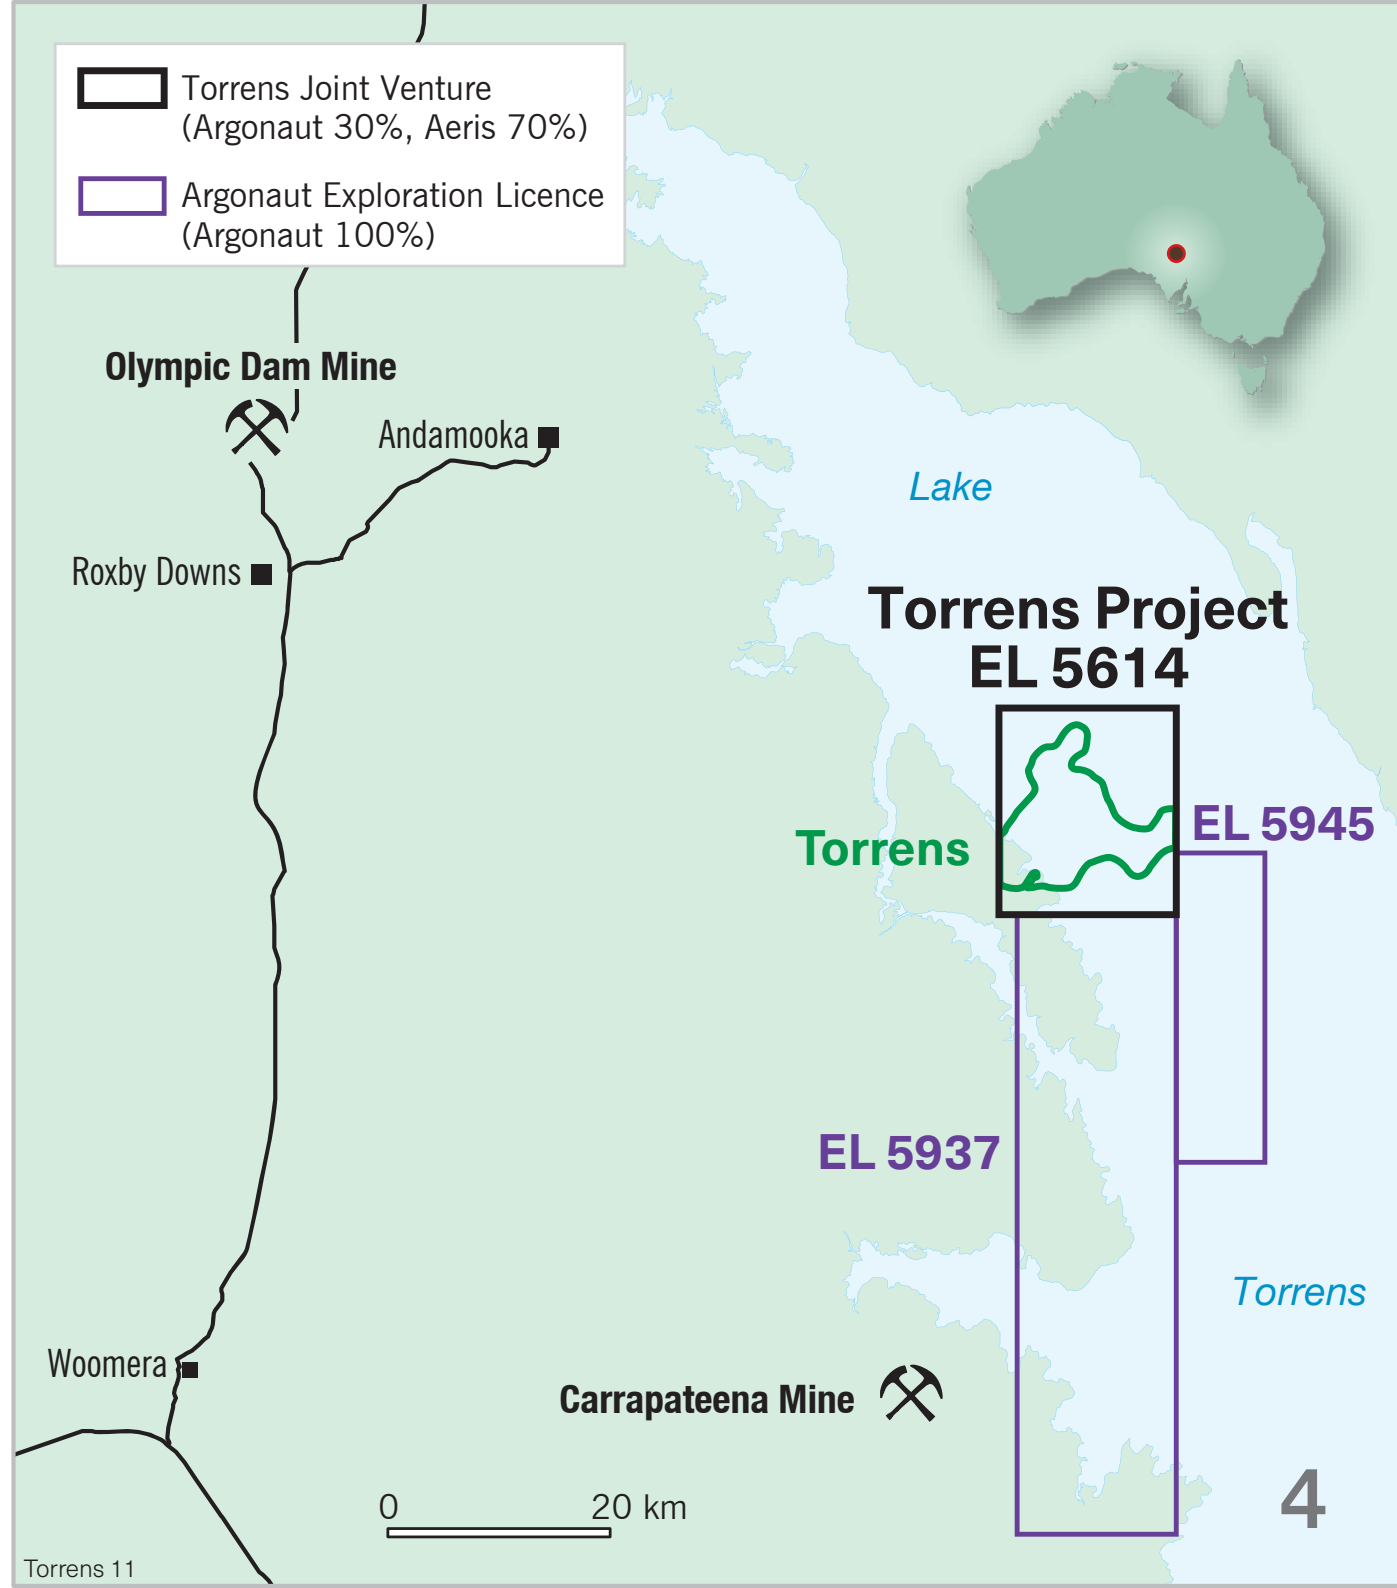 Torrens Joint Venture
(Argonaut 30%, Aeris 70%)
Argonaut Exploration Licence
(Argonaut 100%)
Olympic Dam Mine
Andamooka
Lake
Roxby Downs
Torrens Project
EL 5614
EL 5945
Torrens
EL 5937
Torrens
Woomera
Carrapateena Mine
0 20 km
4
Torrens 11